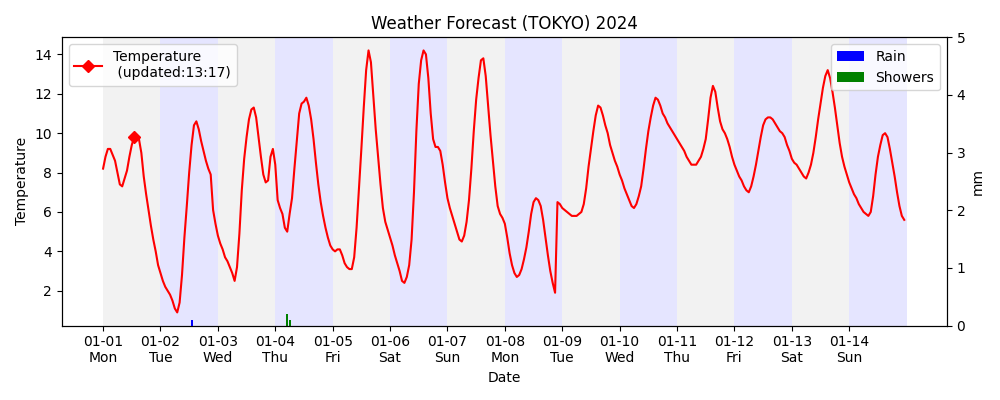 Weather Forecast (TOKYO) 2024
Temperature
(updated:13:17)
Rain
Showers
Temperature
14
12
10
8
6
4
2
5
4
3
2
1
0
mm
01-01 01-02 01-03 01-04 01-05 01-06 01-07 01-08 01-09 01-10 01-11 01-12 01-13 01-14
Mon Tue Wed Thu Fri Sat Sun Mon Tue Wed Thu Fri Sat Sun
Date